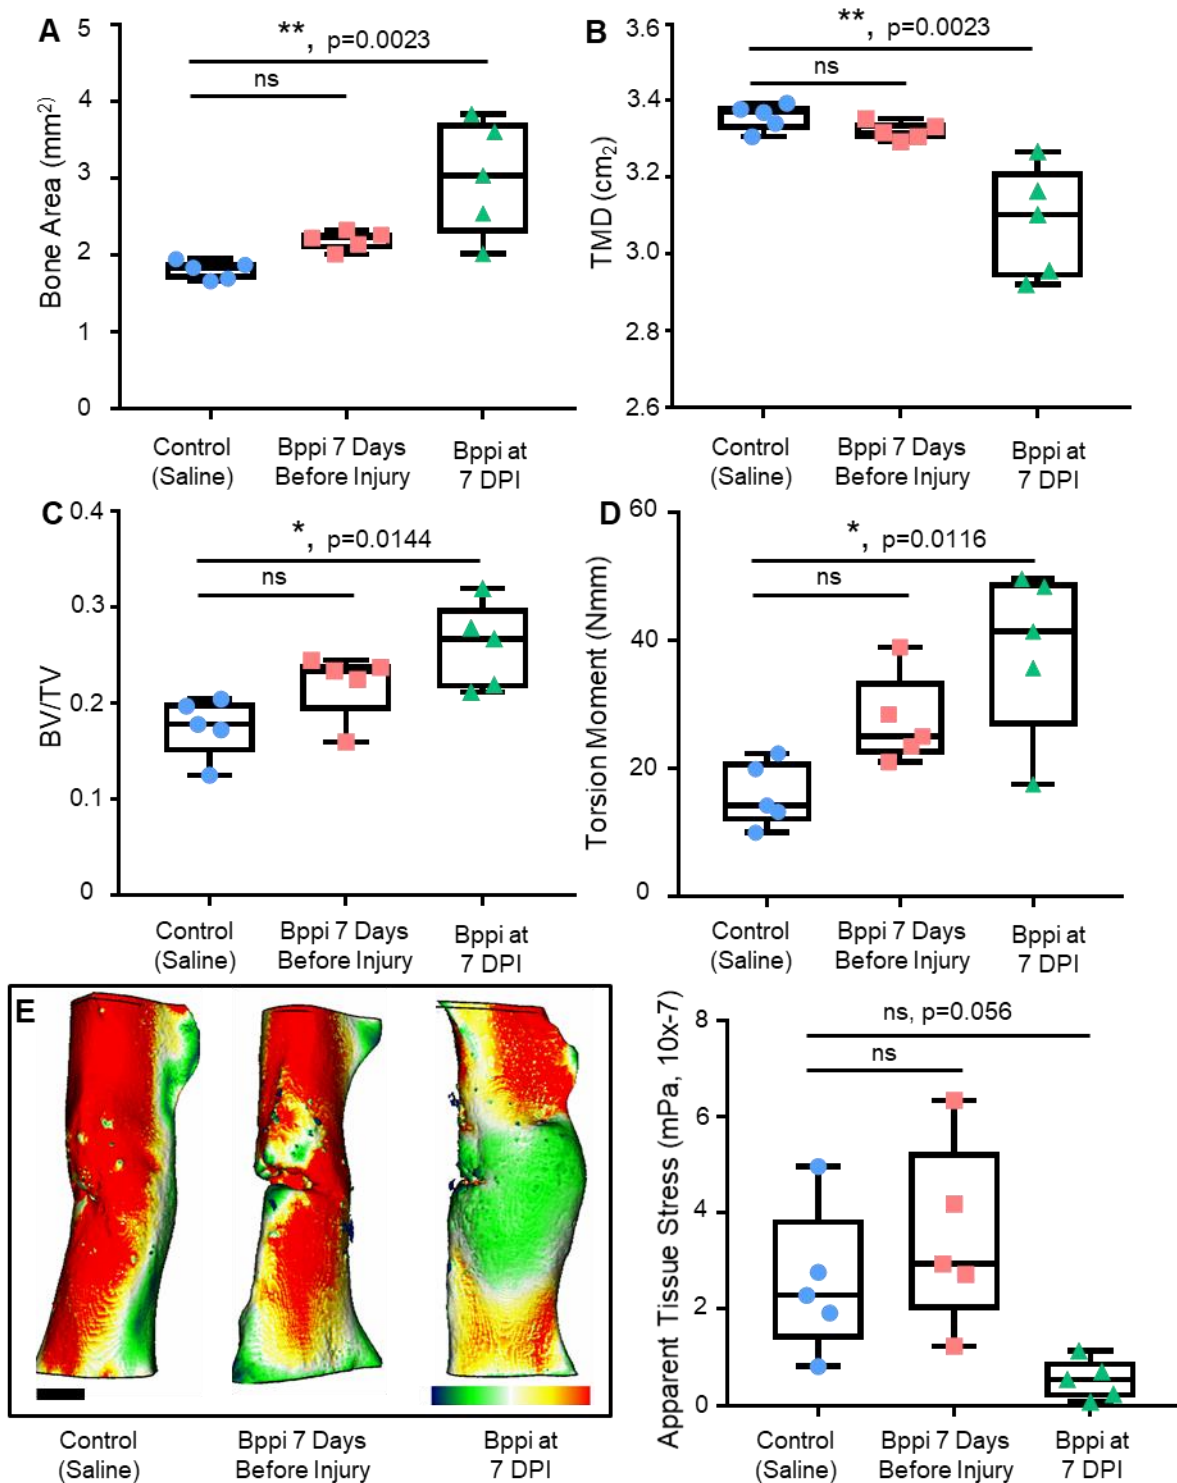 A
**, p=0.0023
ns
Bone Area (mm2)
5
4
3
2
1
0
Control
(Saline)
Bppi 7 Days
Before Injury
Bppi at
7 DPI
B
**, p=0.0023
ns
TMD (cm2)
3.6
3.4
3.2
3.0
2.8
2.6
Control
(Saline)
Bppi 7 Days
Before Injury
Bppi at
7 DPI
C
*, p=0.0144
ns
BV/TV
0.4
0.3
0.2
0.1
0
Control
(Saline)
Bppi 7 Days
Before Injury
Bppi at
7 DPI
D
*, p=0.0116
ns
Torsion Moment (Nmm)
60
40
20
0
Control
(Saline)
Bppi 7 Days
Before Injury
Bppi at
7 DPI
E
Control
(Saline)
Bppi 7 Days
Before Injury
Bppi at
7 DPI
ns, p=0.056
ns
Apparent Tissue Stress (mPa, 10x-7)
8
6
4
2
0
Control
(Saline)
Bppi 7 Days
Before Injury
Bppi at
7 DPI